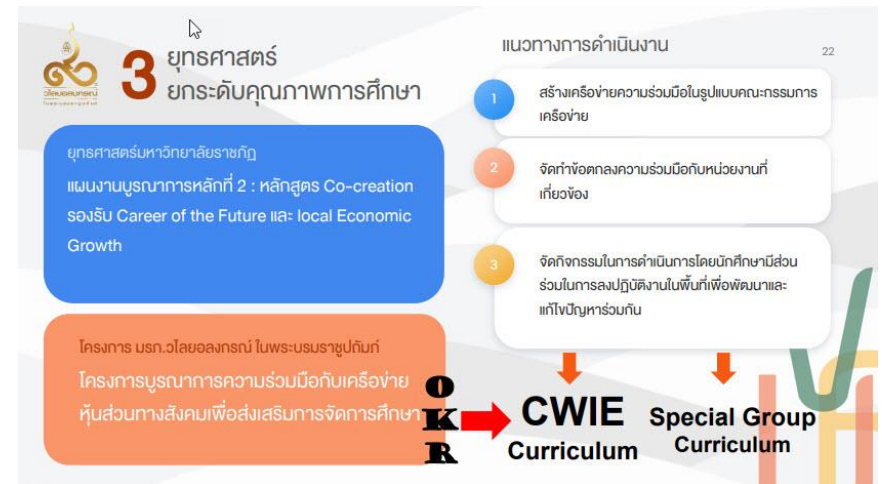 วไลยอลงกรณ์
3
ยุทธศาสตร์
ยกระดับคุณภาพการศึกษา
ยุทธศาสตร์มหาวิทยาลัยราชภัฏ
แผนงานบูรณาการหลักที่ 2 : หลักสูตร Co-creation
รองรับ Career of the Future และ local Economic
Growth
โครงการ มรภ.วไลยอลงกรณ์ ในพระบรมราชูปถัมภ์
โครงการบูรณาการความร่วมมือกับเครือข่าย
หุ้นส่วนทางสังคมเพื่อส่งเสริมการจัดการศึกษา
แนวทางการดำเนินงาน
22
1
สร้างเครือข่ายความร่วมมือในรูปแบบคณะกรรมการ
เครือข่าย
2
จัดทำข้อตกลงความร่วมมือกับหน่วยงานที่
เกี่ยวข้อง
3
จัดกิจกรรมในการดำเนินการโดยนักศึกษามีส่วน
ร่วมในการลงปฏิบัติงานในพื้นที่เพื่อพัฒนาและ
แก้ไขปัญหาร่วมกัน
O
K
R
CWIE
Curriculum
Special Group
Curriculum